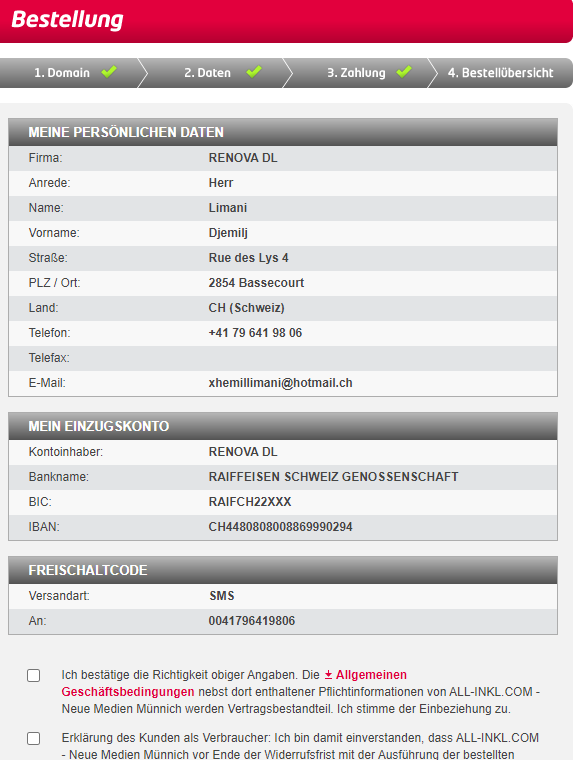 Bestellung
1. Domain 2. Daten 3. Zahlung 4. Bestellübersicht
MEINE PERSÖNLICHEN DATEN
Firma: RENOVA DL
Anrede: Herr
Name: Limani
Vorname: Djemilj
Straße: Rue des Lys 4
PLZ / Ort: 2854 Bassecourt
Land: CH (Schweiz)
Telefon: +41 79 641 98 06
Telefax:
E-Mail: xhemillimani@hotmail.ch
MEIN EINZUGSKONTO
Kontoinhaber: RENOVA DL
Bankname: RAIFFEISEN SCHWEIZ GENOSSENSCHAFT
BIC: RAIFCH22XXX
IBAN: CH4480808008869990294
FREISCHALTCODE
Versandart: SMS
An: 0041796419806
Ich bestätige die Richtigkeit obiger Angaben. Die Allgemeinen
Geschäftsbedingungen nebst dort enthaltener Pflichtinformationen von ALL-INKL.COM -
Neue Medien Münnich werden Vertragsbestandteil. Ich stimme der Einbeziehung zu.
Erklärung des Kunden als Verbraucher: Ich bin damit einverstanden, dass ALL-INKL.COM
- Neue Medien Münnich vor Ende der Widerrufsfrist mit der Ausführung der bestellten